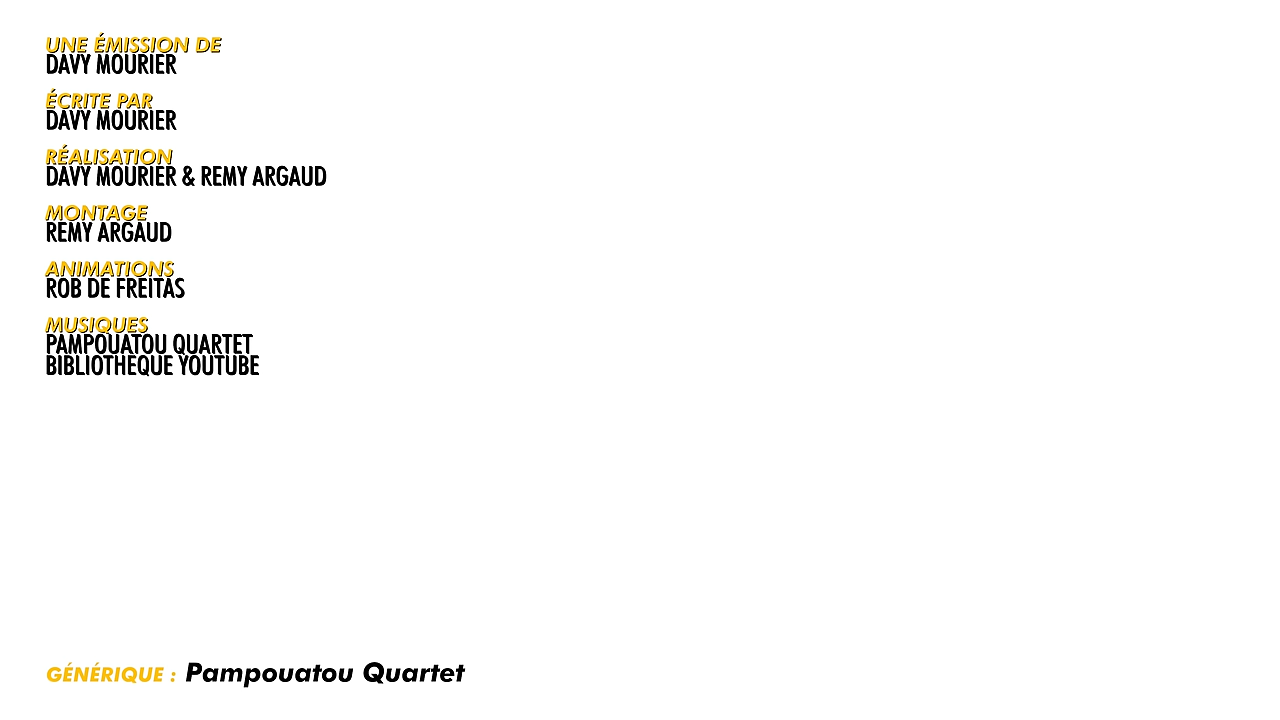 UNE ÉMISSION DE
DAVY MOURIER
ÉCRITE PAR
DAVY MOURIER
RÉALISATION
DAVY MOURIER & REMY ARGAUD
MONTAGE
REMY ARGAUD
ANIMATIONS
ROB DE FREITAS
MUSIQUES
PAMPOUATOU QUARTET
BIBLIOTHEQUE YOUTUBE
GÉNÉRIQUE : Pampouatou Quartet